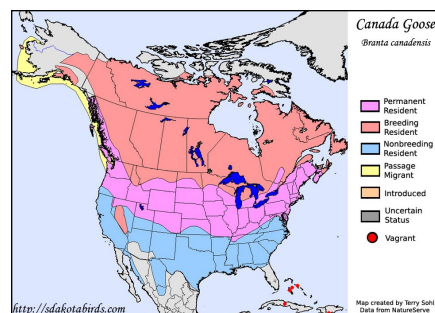 Canada Goose
Branta canadensis
Permanent
Resident
Breeding
Resident
Nonbreeding
Resident
Passage
Migrant
Introduced
Uncertain
Status
Vagrant
http://sdakotabirds.com
Map created by Terry Sohl
Data from NatureServe